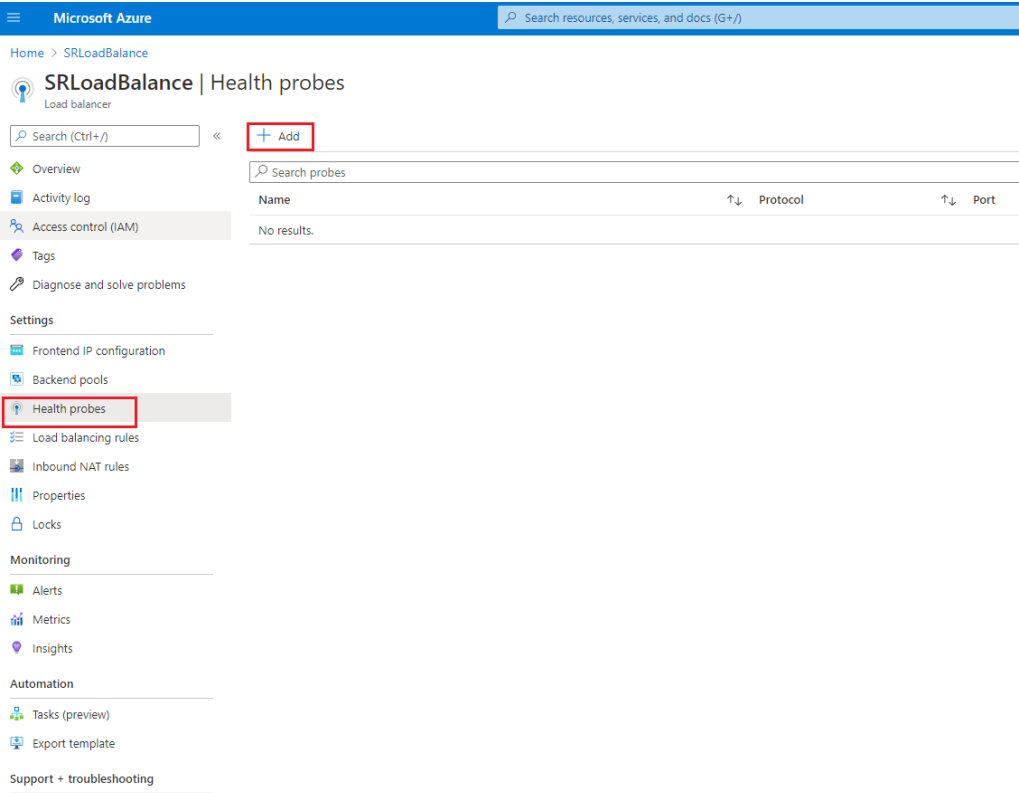 Microsoft Azure
Search resources, services, and docs (G+/)
Home > SRLoadBalance
SRLoadBalance | Health probes
Load balancer
Search (Ctrl+/)
«
+ Add
Overview
Activity log
Access control (IAM)
Tags
Diagnose and solve problems
Settings
Frontend IP configuration
Backend pools
Health probes
Load balancing rules
Inbound NAT rules
Properties
Locks
Monitoring
Alerts
Metrics
Insights
Automation
Tasks (preview)
Export template
Support + troubleshooting
Search probes
Name ↑↓ Protocol ↑↓ Port
No results.